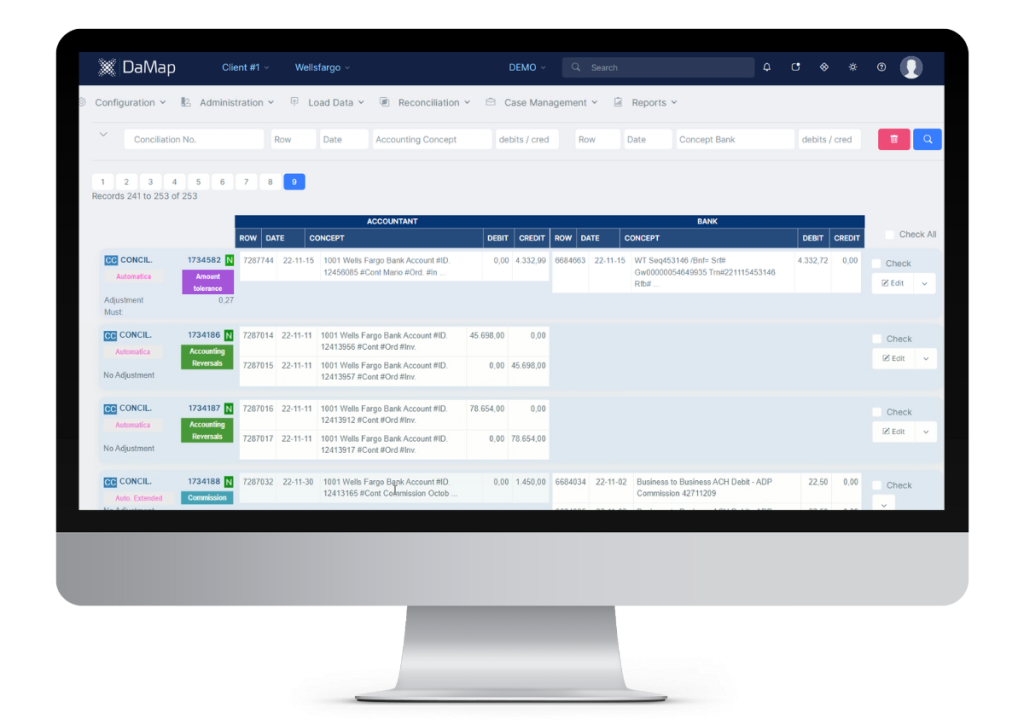 DaMap Client #1 Wellsfargo DEMO Search
Configuration Administration Load Data Reconciliation Case Management Reports
Conciliation No. Row Date Accounting Concept debits / cred Row Date Concept Bank debits / cred
1 2 3 4 5 6 7 8 9
Records 241 to 253 of 253
ACCOUNTANT BANK
ROW DATE CONCEPT DEBIT CREDIT ROW DATE CONCEPT DEBIT CREDIT Check All
CC CONCIL. 1734582 N 7287744 22-11-15 1001 Wells Fargo Bank Account #ID. 0,00 4.332,99 6684663 22-11-15 WT Seq453146 /Bnf= Srf# 4.332,72 0,00 Check
Automatica Amount tolerance 12456085 #Cont Mario #Ord. #In ... Gw00000054649935 Trn#221115453146 Edit
Rfb# ...
Adjustment 0,27
Must
CC CONCIL. 1734186 N 7287014 22-11-11 1001 Wells Fargo Bank Account #ID. 45.698,00 0,00 Check
Automatica Accounting Reversals 12413956 #Cont #Ord #Inv. Edit
7287015 22-11-11 1001 Wells Fargo Bank Account #ID. 0,00 45.698,00
No Adjustment 12413957 #Cont #Ord #Inv.
CC CONCIL. 1734187 N 7287016 22-11-11 1001 Wells Fargo Bank Account #ID. 78.654,00 0,00 Check
Automatica Accounting Reversals 12413912 #Cont #Ord #Inv. Edit
7287017 22-11-11 1001 Wells Fargo Bank Account #ID. 0,00 78.654,00
No Adjustment 12413917 #Cont #Ord #Inv.
CC CONCIL. 1734188 N 7287032 22-11-30 1001 Wells Fargo Bank Account #ID. 0,00 1.450,00 6684034 22-11-02 Business to Business ACH Debit - ADP 22,50 0,00 Check
Auto. Extended Commission 12413165 #Cont Commission Octob ... Commission 42711209